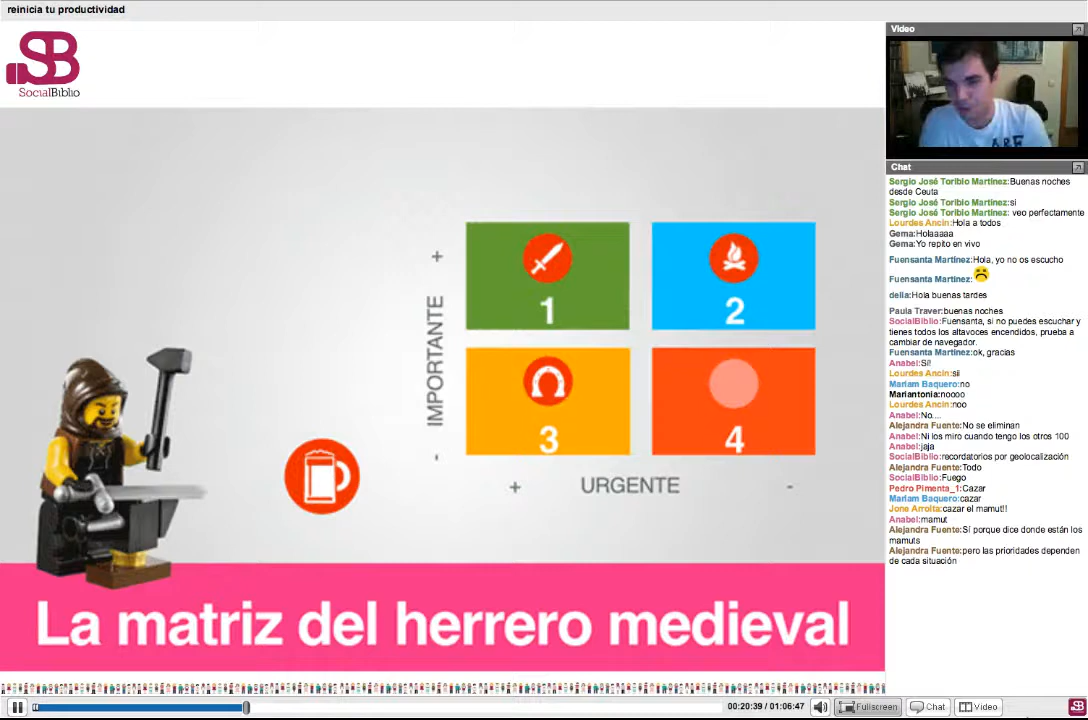 reinicia tu productividad
SB
SocialBiblio
Video
Chat
Sergio José Toribio Martínez:Buenas noches
desde Ceuta
Sergio José Toribio Martínez:si
Sergio José Toribio Martínez: veo perfectamente
Lourdes Ancin:Hola a todos
Gema:Holaaaaa
Gema:Yo repito en vivo
Fuensanta Martínez:Hola, yo no os escucho
Fuensanta Martínez:
delia:Hola buenas tardes
Paula Traver:buenas noches
SocialBiblio:Fuensanta, si no puedes escuchar y
tienes todos los altavoces encendidos, prueba a
cambiar de navegador.
Fuensanta Martínez:ok, gracias
Anabel:Sí!
Lourdes Ancin:sii
Mariam Baquero:no
Mariantonia:noooo
Lourdes Ancin:noo
Anabel:No....
Alejandra Fuente:No se eliminan
Anabel:Ni los miro cuando tengo los otros 100
Anabel:jaja
SocialBiblio:recordatorios por geolocalización
Alejandra Fuente:Todo
SocialBiblio:Fuego
Pedro Pimenta_1:Cazar
Mariam Baquero:cazar
Jone Arroita:cazar el mamut!!
Anabel:mamut
Alejandra Fuente:Sí porque dice donde están los
mamuts
Alejandra Fuente:pero las prioridades dependen
de cada situación
+
IMPORTANTE
-
1
2
3
4
+
URGENTE
-
La matriz del herrero medieval
00:20:39 / 01:06:47
Fullscreen
Chat
Video
SB